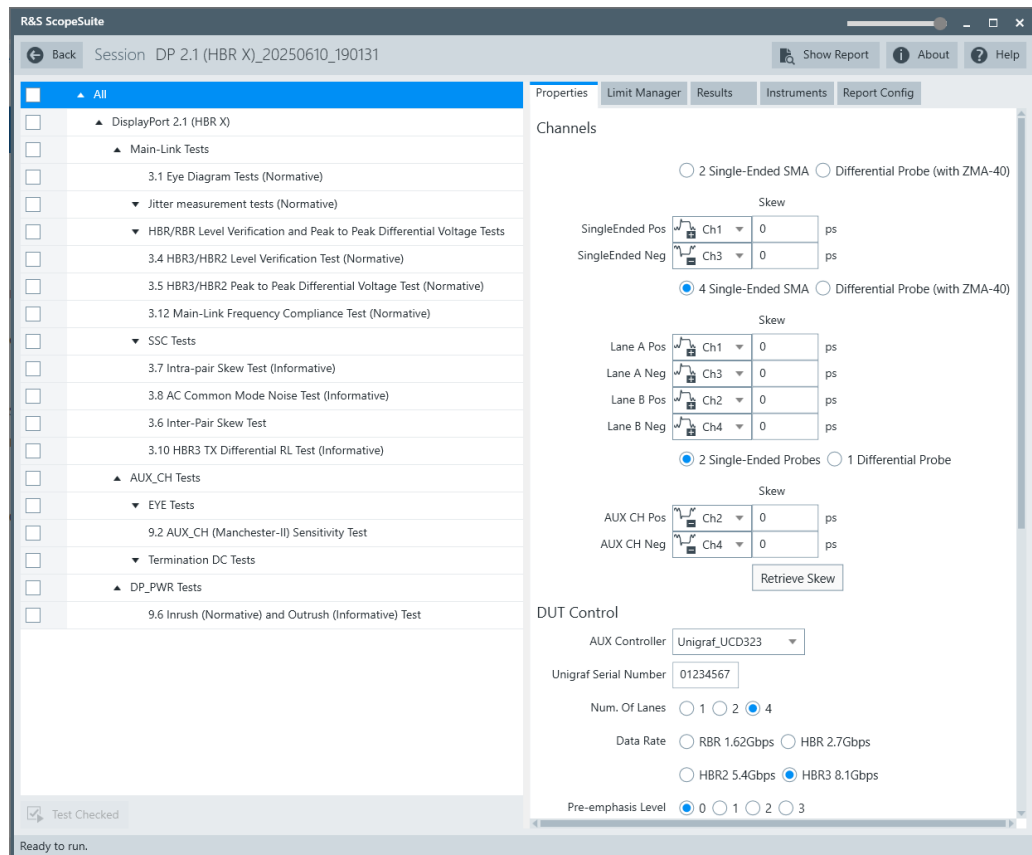 R&S ScopeSuite
Back Session DP 2.1 (HBR X)_20250610_190131 Show Report About Help
All
DisplayPort 2.1 (HBR X)
Main-Link Tests
3.1 Eye Diagram Tests (Normative)
Jitter measurement tests (Normative)
HBR/RBR Level Verification and Peak to Peak Differential Voltage Tests
3.4 HBR3/HBR2 Level Verification Test (Normative)
3.5 HBR3/HBR2 Peak to Peak Differential Voltage Test (Normative)
3.12 Main-Link Frequency Compliance Test (Normative)
SSC Tests
3.7 Intra-pair Skew Test (Informative)
3.8 AC Common Mode Noise Test (Informative)
3.6 Inter-Pair Skew Test
3.10 HBR3 TX Differential RL Test (Informative)
AUX_CH Tests
EYE Tests
9.2 AUX_CH (Manchester-II) Sensitivity Test
Termination DC Tests
DP_PWR Tests
9.6 Inrush (Normative) and Outrush (Informative) Test
Test Checked
Properties Limit Manager Results Instruments Report Config
Channels
2 Single-Ended SMA Differential Probe (with ZMA-40)
Skew
SingleEnded Pos Ch1 0 ps
SingleEnded Neg Ch3 0 ps
4 Single-Ended SMA Differential Probe (with ZMA-40)
Skew
Lane A Pos Ch1 0 ps
Lane A Neg Ch3 0 ps
Lane B Pos Ch2 0 ps
Lane B Neg Ch4 0 ps
2 Single-Ended Probes 1 Differential Probe
Skew
AUX CH Pos Ch2 0 ps
AUX CH Neg Ch4 0 ps
Retrieve Skew
DUT Control
AUX Controller Unigraf_UCD323
Unigraf Serial Number 01234567
Num. Of Lanes 1 2 4
Data Rate RBR 1.62Gbps HBR 2.7Gbps
HBR2 5.4Gbps HBR3 8.1Gbps
Pre-emphasis Level 0 1 2 3
Ready to run.